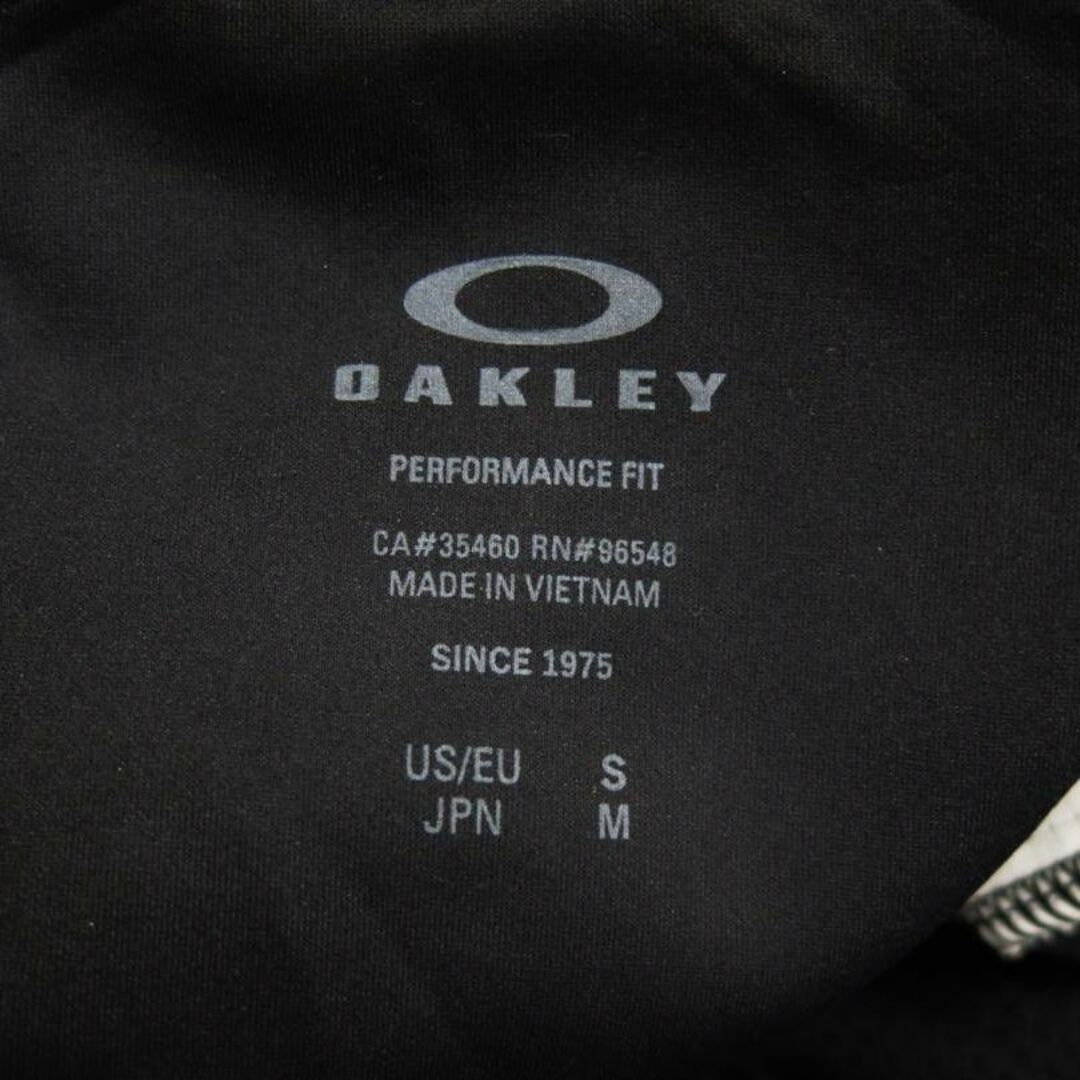 OAKLEY
PERFORMANCE FIT
CA#35460 RN#96548
MADE IN VIETNAM
SINCE 1975
US/EU S
JPN M